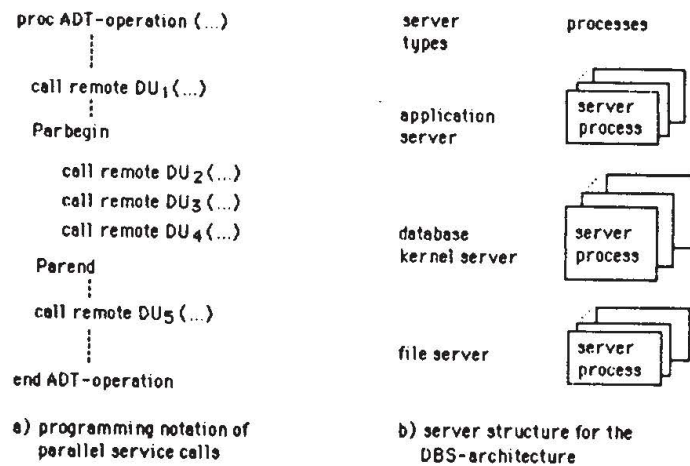 proc ADT-operation (...)
call remote DU1(...)
Parbegin
call remote DU2(...)
call remote DU3(...)
call remote DU4(...)
Parend
call remote DU5(...)
end ADT-operation
a) programming notation of
parallel service calls
server
types
processes
application
server
server
process
database
kernel server
server
process
file server
server
process
b) server structure for the
DBS-architecture